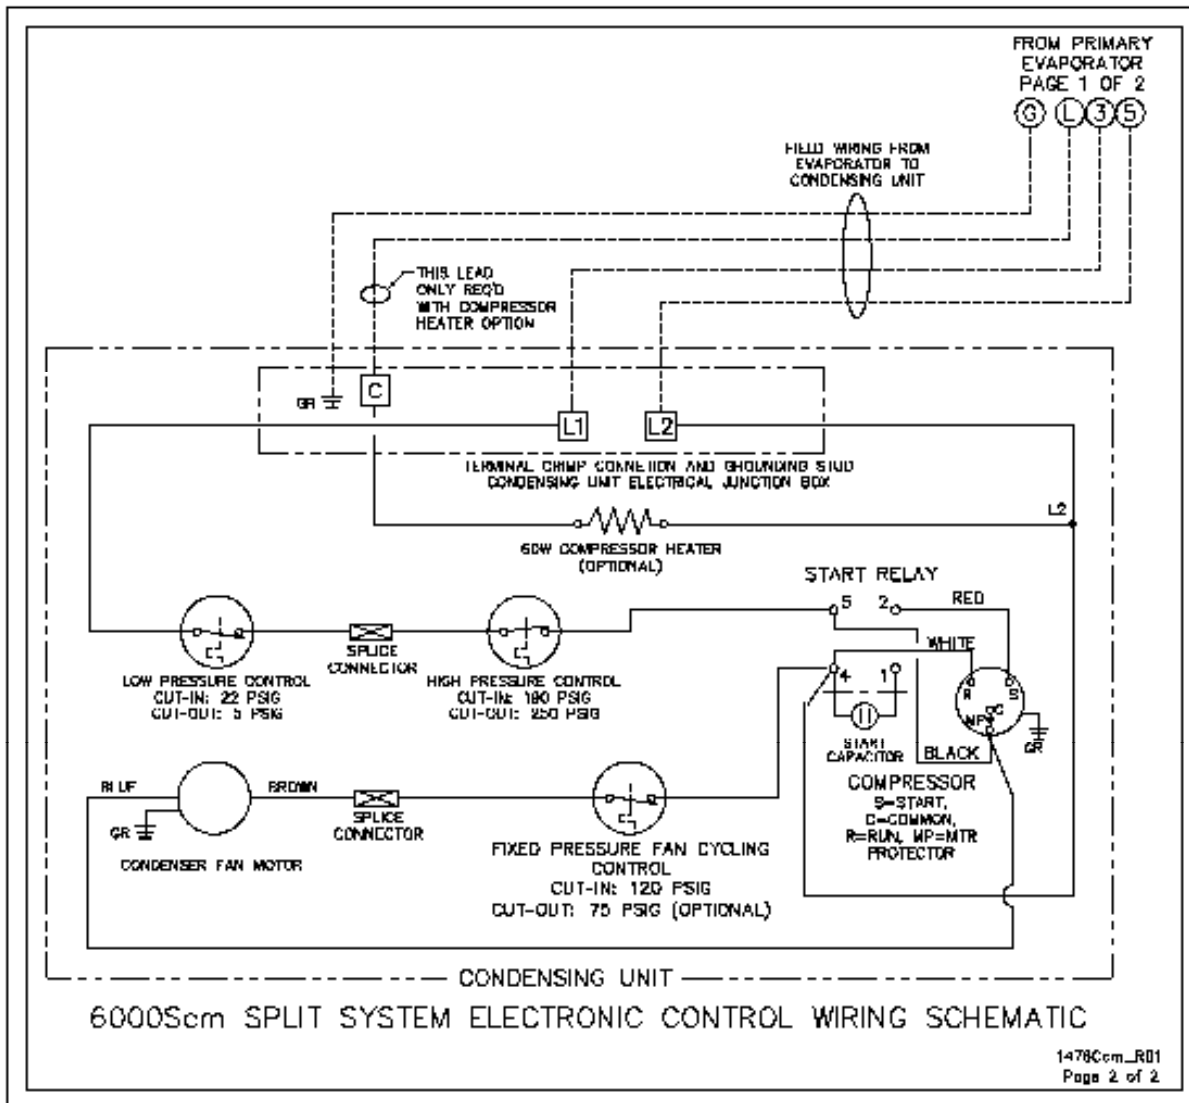 FROM PRIMARY
EVAPORATOR
PAGE 1 OF 2
G L 3 5
FIELD WIRING FROM
EVAPORATOR TO
CONDENSING UNIT
THIS LEAD
ONLY REQ'D
WITH COMPRESSOR
HEATER OPTION
GR
C
L1
L2
TERMINAL CRIMP CONNETION AND GROUNDING STUD
CONDENSING UNIT ELECTRICAL JUNCTION BOX
L2
60W COMPRESSOR HEATER
(OPTIONAL)
START RELAY
5 2
RED
WHITE
4 1
R S
C
MP
GR
START
CAPACITOR
BLACK
COMPRESSOR
S=START,
C=COMMON,
R=RUN, MP=MTR
PROTECTOR
LOW PRESSURE CONTROL
CUT-IN: 22 PSIG
CUT-OUT: 5 PSIG
SPLICE
CONNECTOR
HIGH PRESSURE CONTROL
CUT-IN: 190 PSIG
CUT-OUT: 250 PSIG
BLUE
BROWN
GR
CONDENSER FAN MOTOR
SPLICE
CONNECTOR
FIXED PRESSURE FAN CYCLING
CONTROL
CUT-IN: 120 PSIG
CUT-OUT: 75 PSIG (OPTIONAL)
CONDENSING UNIT
6000Scm SPLIT SYSTEM ELECTRONIC CONTROL WIRING SCHEMATIC
1476Ccm_R01
Page 2 of 2